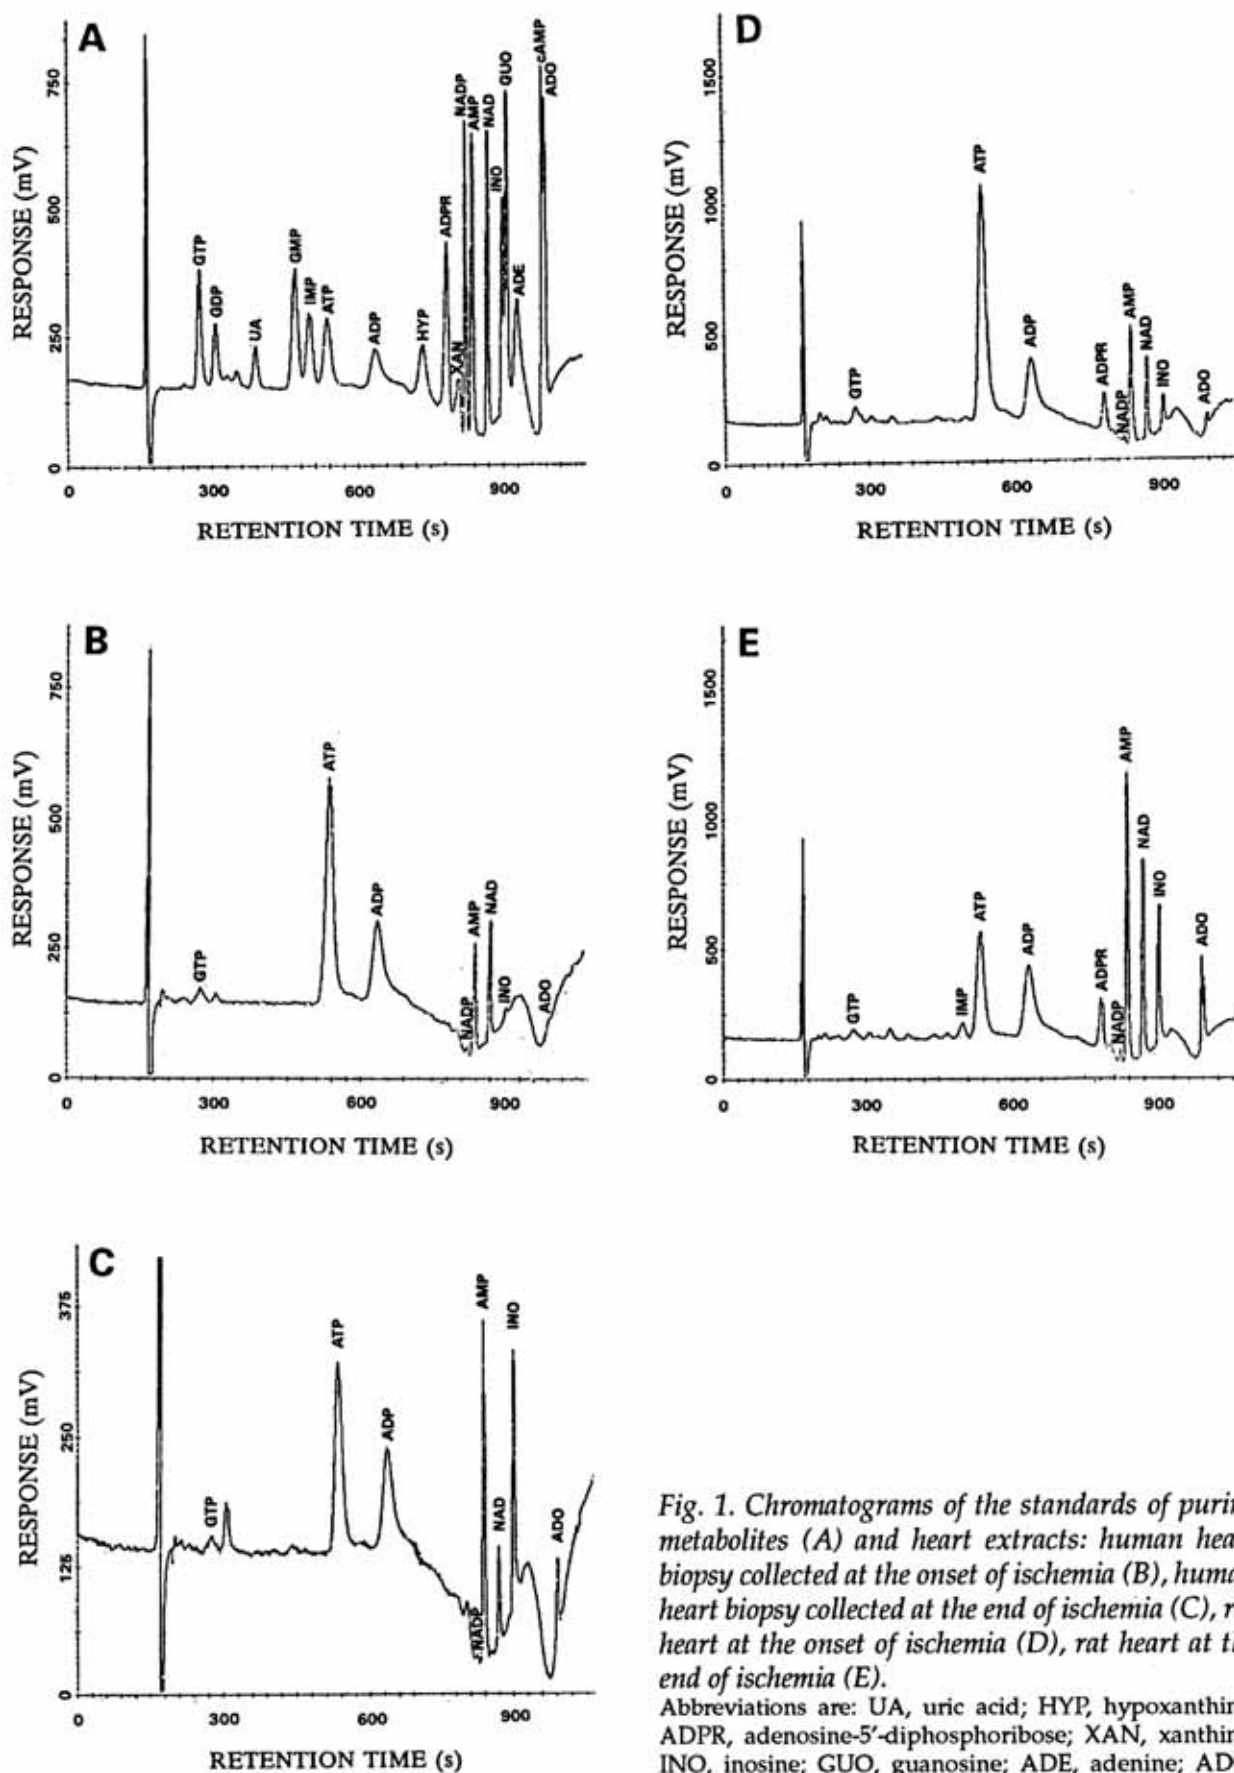 A
RESPONSE (mV)
750
500
250
0
GTP
GDP
UA
GMP
IMP
ATP
ADP
HYP
ADPR
XAN
NADP
AMP
NAD
INO
GUO
ADE
cAMP
ADO
0 300 600 900
RETENTION TIME (s)
D
RESPONSE (mV)
1500
1000
500
0
GTP
ATP
ADP
ADPR
NADP
AMP
NAD
INO
ADO
0 300 600 900
RETENTION TIME (s)
B
RESPONSE (mV)
750
500
250
0
GTP
ATP
ADP
NADP
AMP
NAD
INO
ADO
0 300 600 900
RETENTION TIME (s)
E
RESPONSE (mV)
1500
1000
500
0
GTP
IMP
ATP
ADP
ADPR
NADP
AMP
NAD
INO
ADO
0 300 600 900
RETENTION TIME (s)
C
RESPONSE (mV)
375
250
125
0
GTP
ATP
ADP
NADP
AMP
NAD
INO
ADO
0 300 600 900
RETENTION TIME (s)
Fig. 1. Chromatograms of the standards of purin
metabolites (A) and heart extracts: human hea
biopsy collected at the onset of ischemia (B), huma
heart biopsy collected at the end of ischemia (C), r
heart at the onset of ischemia (D), rat heart at th
end of ischemia (E).
Abbreviations are: UA, uric acid; HYP, hypoxanthin
ADPR, adenosine-5′-diphosphoribose; XAN, xanthin
INO, inosine; GUO, guanosine; ADE, adenine; AD